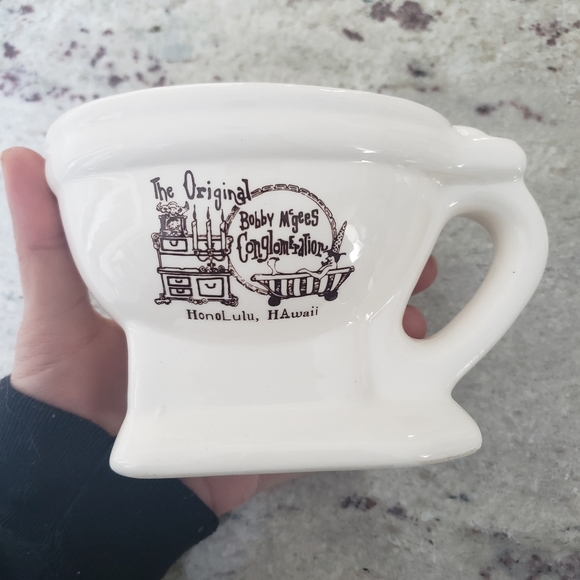 The Original
Bobby McGees
Conglomeration
HonoLulu, HAwaii